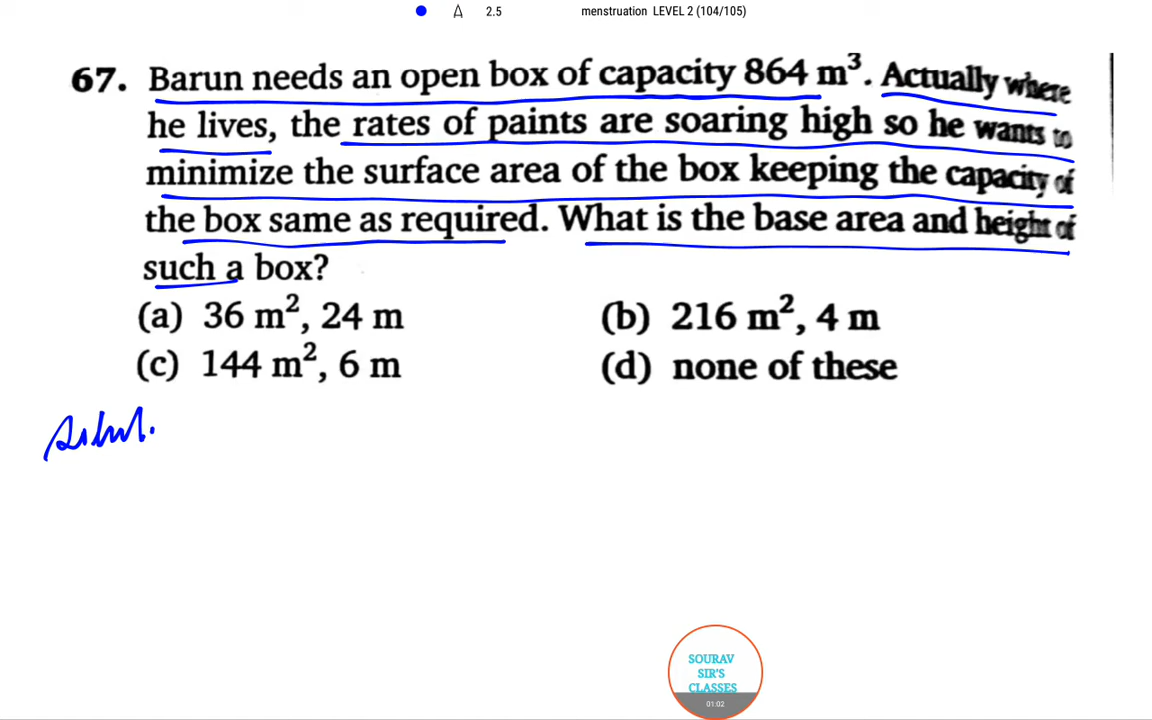 2.5 menstruation LEVEL 2 (104/105)
67. Barun needs an open box of capacity 864 m³. Actually where
he lives, the rates of paints are soaring high so he wants to
minimize the surface area of the box keeping the capacity of
the box same as required. What is the base area and height of
such a box?
(a) 36 m², 24 m (b) 216 m², 4 m
(c) 144 m², 6 m (d) none of these
SOURAV
SIR'S
CLASSES
01:02